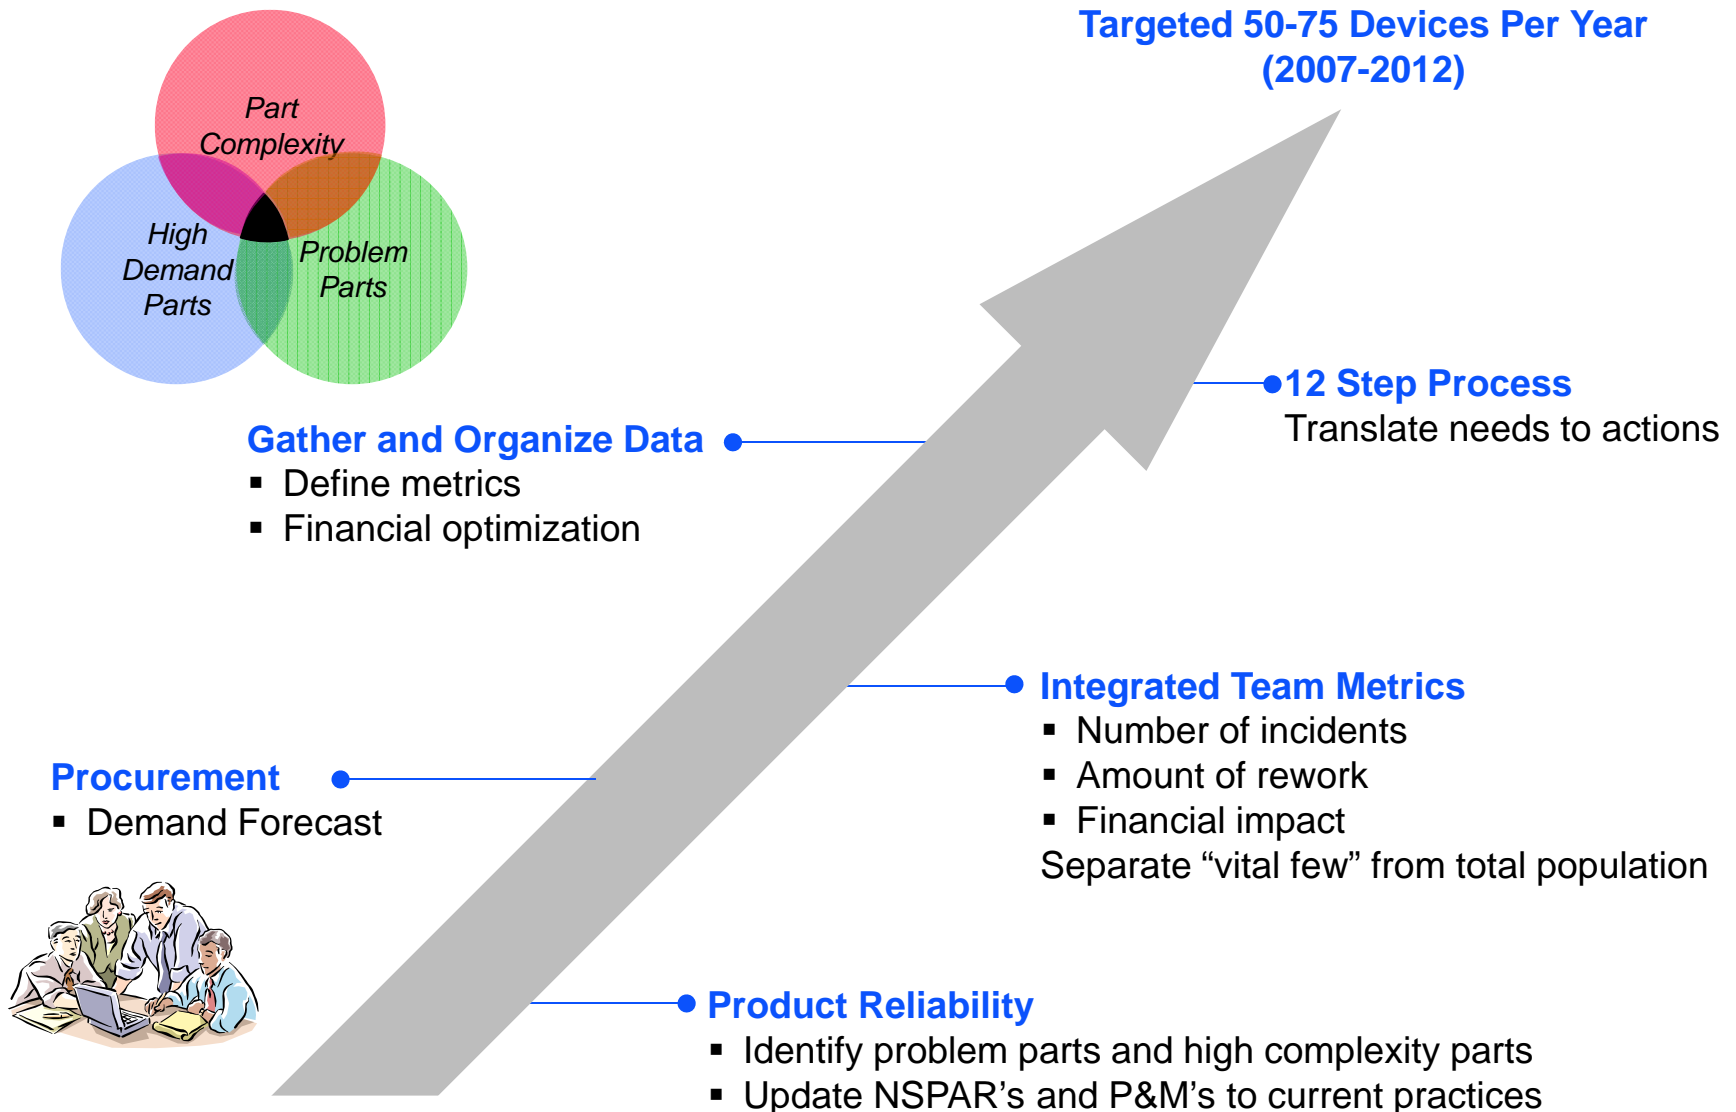 Targeted 50-75 Devices Per Year
(2007-2012)
Part
Complexity
High
Demand
Parts
Problem
Parts
12 Step Process
Translate needs to actions
Gather and Organize Data
▪ Define metrics
▪ Financial optimization
Integrated Team Metrics
▪ Number of incidents
▪ Amount of rework
▪ Financial impact
Separate “vital few” from total population
Procurement
▪ Demand Forecast
Product Reliability
▪ Identify problem parts and high complexity parts
▪ Update NSPAR’s and P&M’s to current practices